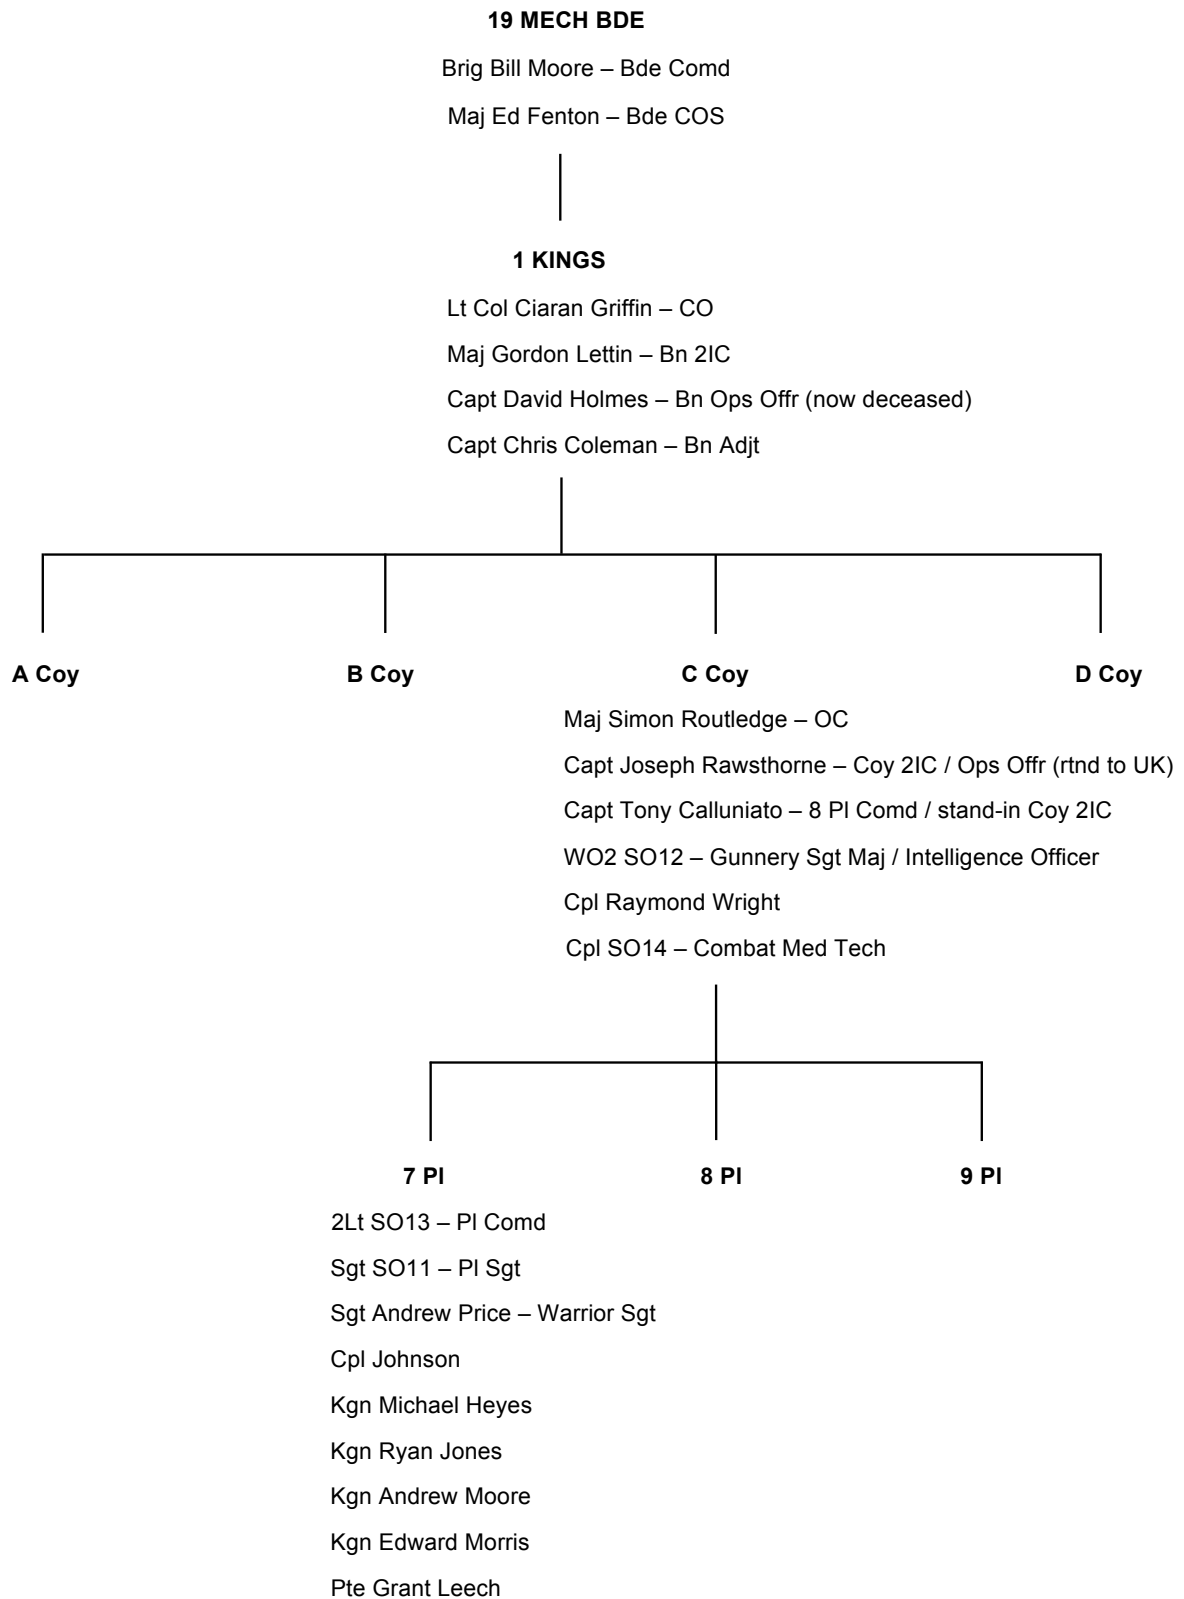 19 MECH BDE
Brig Bill Moore – Bde Comd
Maj Ed Fenton – Bde COS
1 KINGS
Lt Col Ciaran Griffin – CO
Maj Gordon Lettin – Bn 2IC
Capt David Holmes – Bn Ops Offr (now deceased)
Capt Chris Coleman – Bn Adjt
A Coy
B Coy
C Coy
D Coy
Maj Simon Routledge – OC
Capt Joseph Rawsthorne – Coy 2IC / Ops Offr (rtnd to UK)
Capt Tony Calluniato – 8 Pl Comd / stand-in Coy 2IC
WO2 SO12 – Gunnery Sgt Maj / Intelligence Officer
Cpl Raymond Wright
Cpl SO14 – Combat Med Tech
7 Pl
8 Pl
9 Pl
2Lt SO13 – Pl Comd
Sgt SO11 – Pl Sgt
Sgt Andrew Price – Warrior Sgt
Cpl Johnson
Kgn Michael Heyes
Kgn Ryan Jones
Kgn Andrew Moore
Kgn Edward Morris
Pte Grant Leech